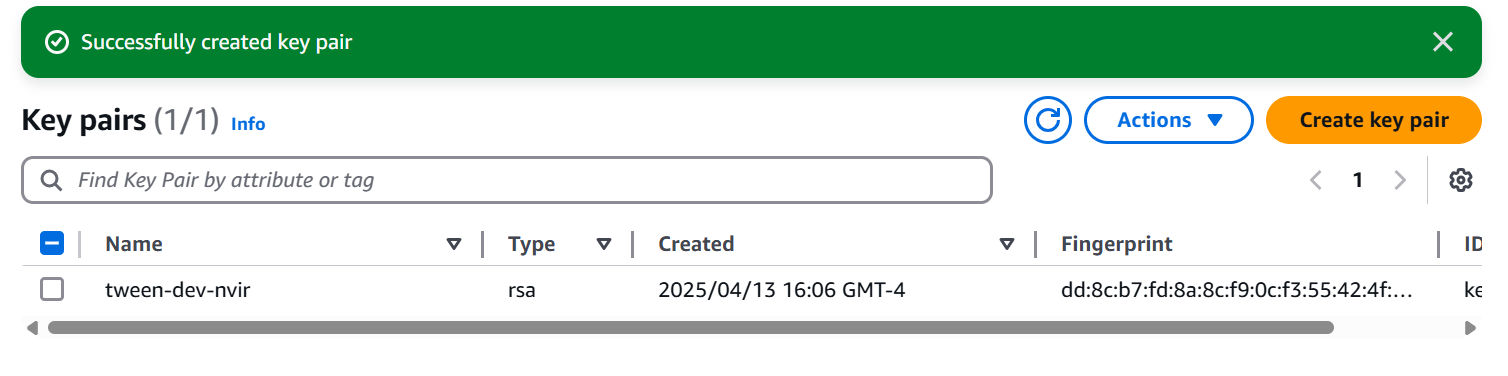 Successfully created key pair
Key pairs (1/1) Info
Actions
Create key pair
Find Key Pair by attribute or tag
1
Name Type Created Fingerprint ID
tween-dev-nvir rsa 2025/04/13 16:06 GMT-4 dd:8c:b7:fd:8a:8c:f9:0c:f3:55:42:4f:… ke